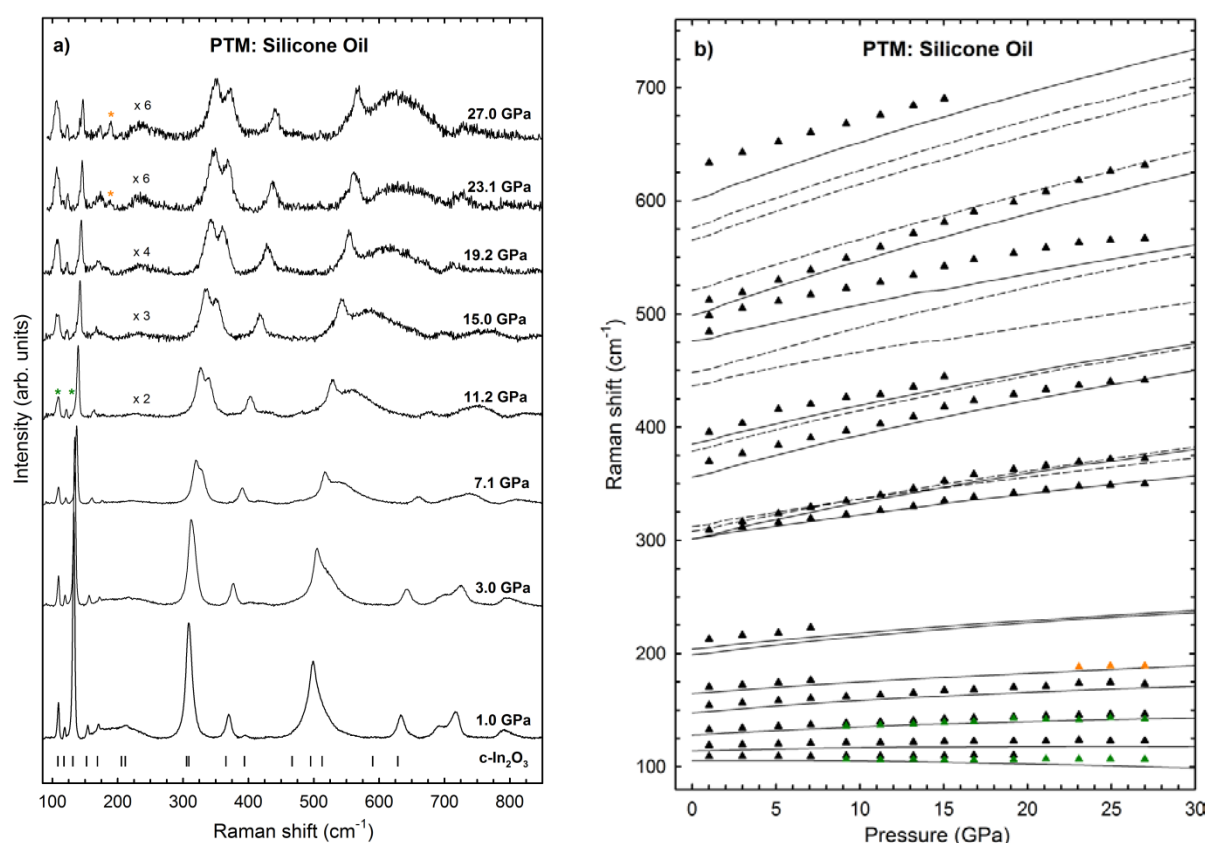 a)
PTM: Silicone Oil
x 6
*
27.0 GPa
x 6
*
23.1 GPa
x 4
19.2 GPa
x 3
15.0 GPa
* *
x 2
11.2 GPa
7.1 GPa
3.0 GPa
1.0 GPa
c-In₂O₃
100 200 300 400 500 600 700 800
Raman shift (cm⁻¹)
Intensity (arb. units)
b)
PTM: Silicone Oil
700
600
500
400
300
200
100
0 5 10 15 20 25 30
Pressure (GPa)
Raman shift (cm⁻¹)